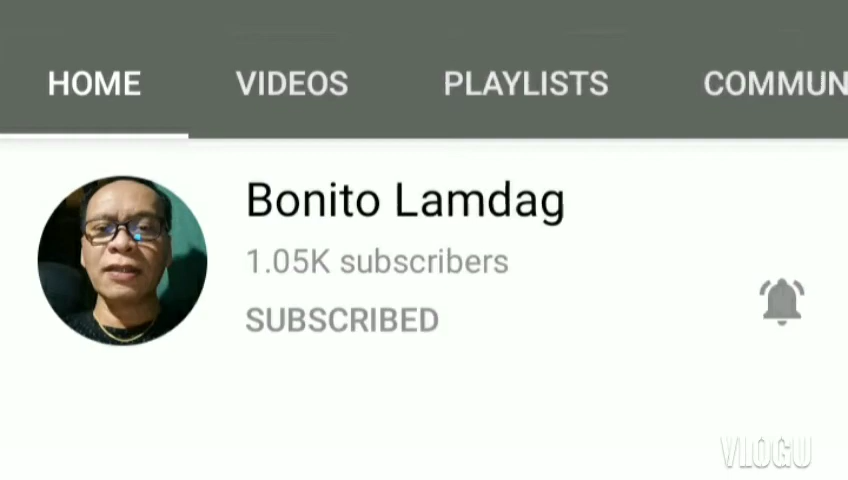 HOME VIDEOS PLAYLISTS COMMUN
Bonito Lamdag
1.05K subscribers
SUBSCRIBED
VLOGU